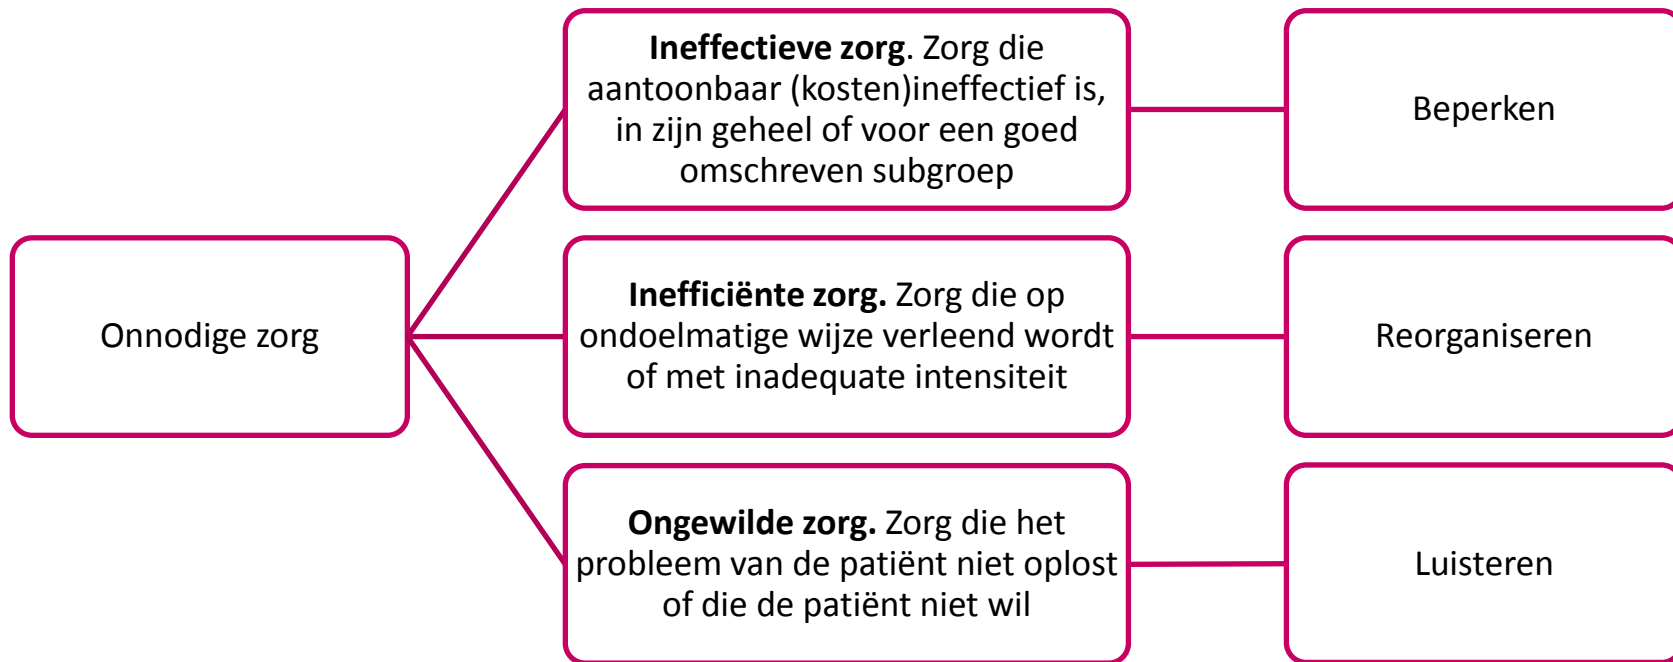 Onnodige zorg
Ineffectieve zorg. Zorg die
aantoonbaar (kosten)ineffectief is,
in zijn geheel of voor een goed
omschreven subgroep
Beperken
Inefficiënte zorg. Zorg die op
ondoelmatige wijze verleend wordt
of met inadequate intensiteit
Reorganiseren
Ongewilde zorg. Zorg die het
probleem van de patiënt niet oplost
of die de patiënt niet wil
Luisteren